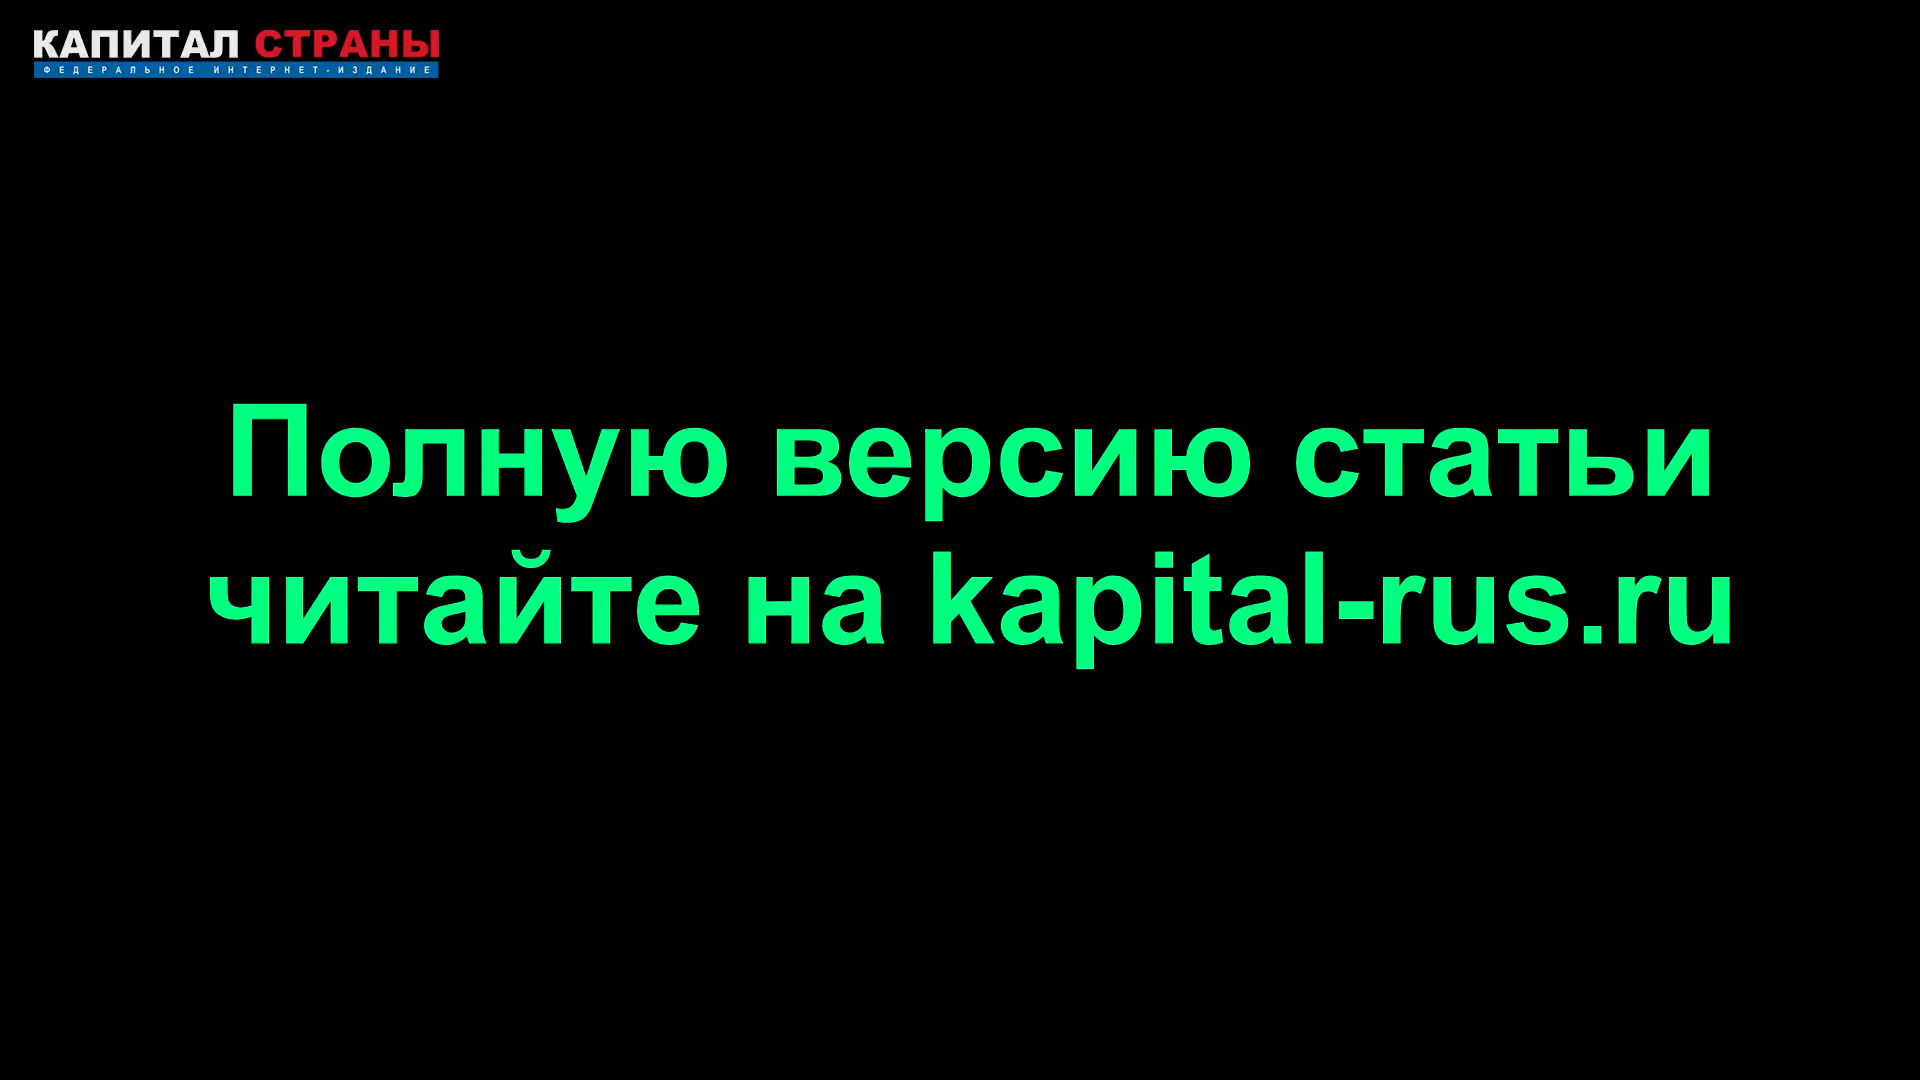 КАПИТАЛ СТРАНЫ
ФЕДЕРАЛЬНОЕ ИНТЕРНЕТ-ИЗДАНИЕ
Полную версию статьи
читайте на kapital-rus.ru